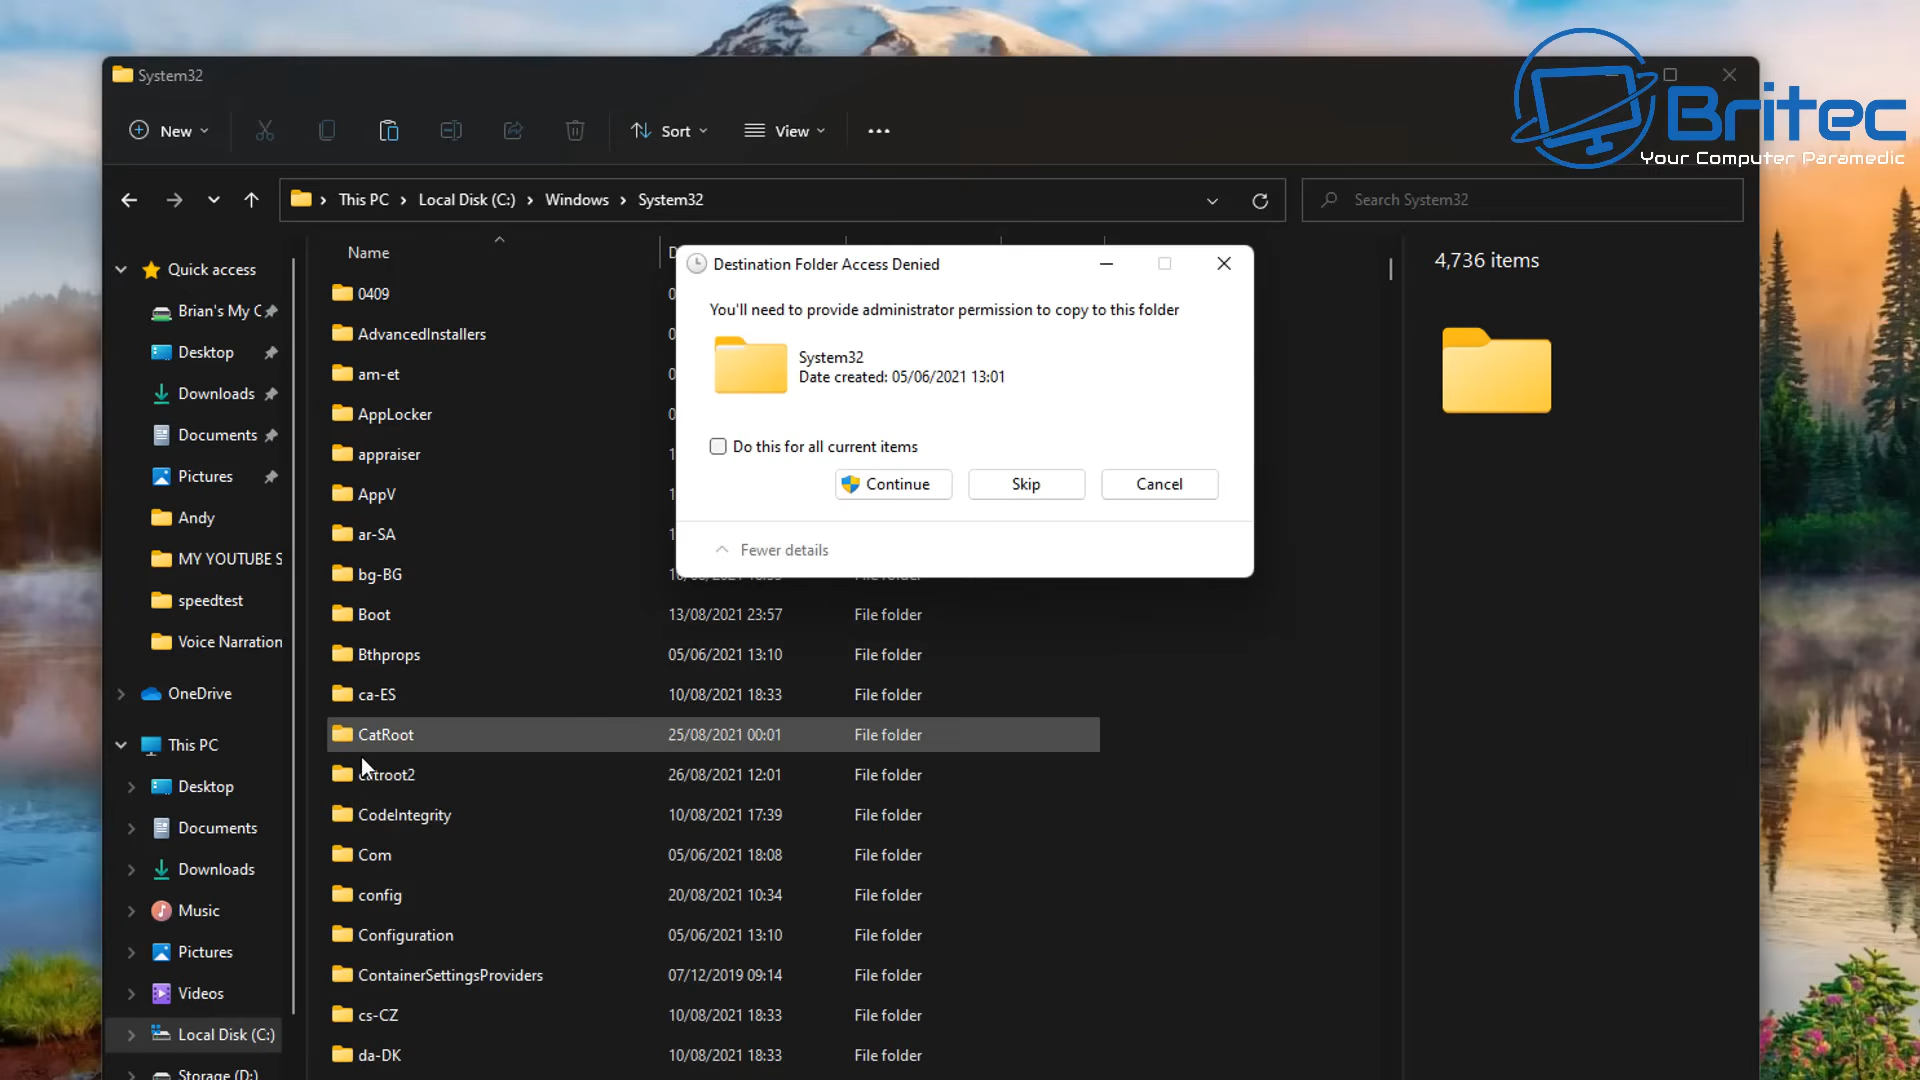 System32
Britec
Your Computer Paramedic
New
Sort
View
This PC > Local Disk (C:) > Windows > System32
Search System32
Quick access
Brian's My C
Desktop
Downloads
Documents
Pictures
Andy
MY YOUTUBE S
speedtest
Voice Narration
OneDrive
This PC
Desktop
Documents
Downloads
Music
Pictures
Videos
Local Disk (C:)
Storage (D:)
Name
0409
AdvancedInstallers
am-et
AppLocker
appraiser
AppV
ar-SA
bg-BG
Boot 13/08/2021 23:57 File folder
Bthprops 05/06/2021 13:10 File folder
ca-ES 10/08/2021 18:33 File folder
CatRoot 25/08/2021 00:01 File folder
catroot2 26/08/2021 12:01 File folder
CodeIntegrity 10/08/2021 17:39 File folder
Com 05/06/2021 18:08 File folder
config 20/08/2021 10:34 File folder
Configuration 05/06/2021 13:10 File folder
ContainerSettingsProviders 07/12/2019 09:14 File folder
cs-CZ 10/08/2021 18:33 File folder
da-DK 10/08/2021 18:33 File folder
Destination Folder Access Denied
You'll need to provide administrator permission to copy to this folder
System32
Date created: 05/06/2021 13:01
Do this for all current items
Continue
Skip
Cancel
Fewer details
4,736 items